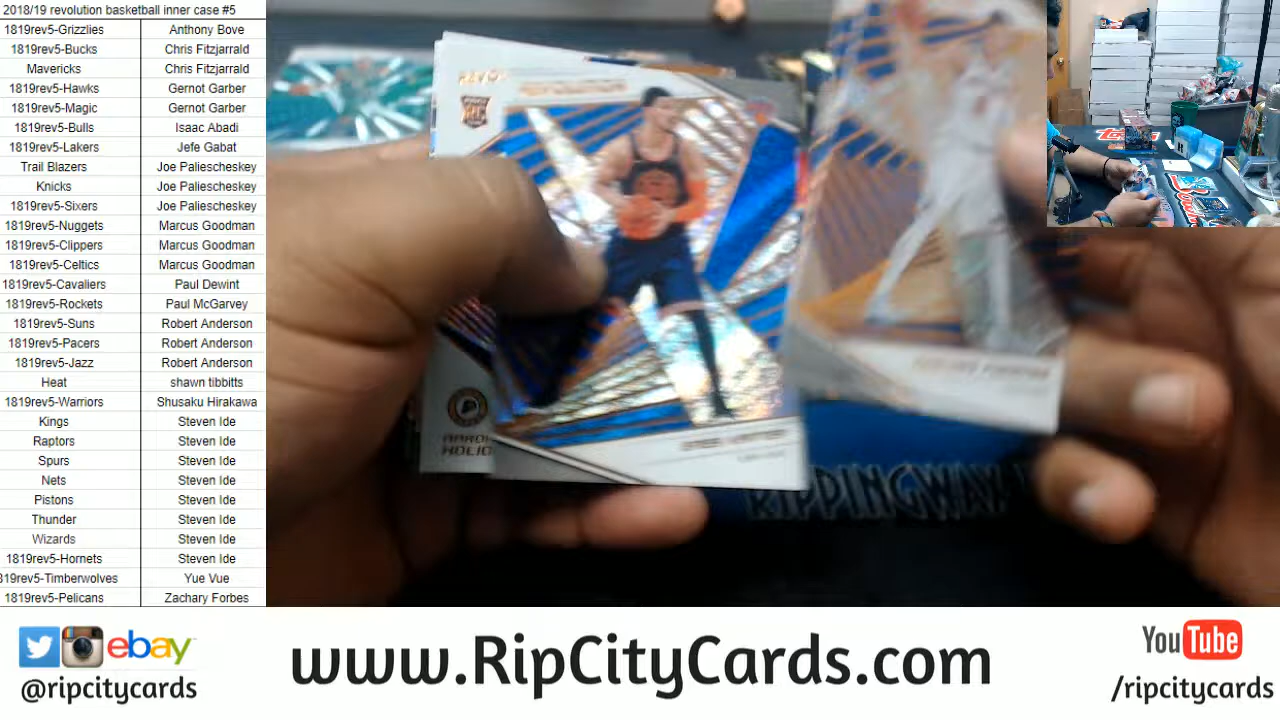 2018/19 revolution basketball inner case #5
1819rev5-Grizzlies Anthony Bove
1819rev5-Bucks Chris Fitzjarrald
Mavericks Chris Fitzjarrald
1819rev5-Hawks Gernot Garber
1819rev5-Magic Gernot Garber
1819rev5-Bulls Isaac Abadi
1819rev5-Lakers Jefe Gabat
Trail Blazers Joe Paliescheskey
Knicks Joe Paliescheskey
1819rev5-Sixers Joe Paliescheskey
1819rev5-Nuggets Marcus Goodman
1819rev5-Clippers Marcus Goodman
1819rev5-Celtics Marcus Goodman
1819rev5-Cavaliers Paul Dewint
1819rev5-Rockets Paul McGarvey
1819rev5-Suns Robert Anderson
1819rev5-Pacers Robert Anderson
1819rev5-Jazz Robert Anderson
Heat shawn tibbitts
1819rev5-Warriors Shusaku Hirakawa
Kings Steven Ide
Raptors Steven Ide
Spurs Steven Ide
Nets Steven Ide
Pistons Steven Ide
Thunder Steven Ide
Wizards Steven Ide
1819rev5-Hornets Steven Ide
819rev5-Timberwolves Yue Vue
1819rev5-Pelicans Zachary Forbes
RIPPINGWAX
ebay
@ripcitycards
www.RipCityCards.com
YouTube
/ripcitycards